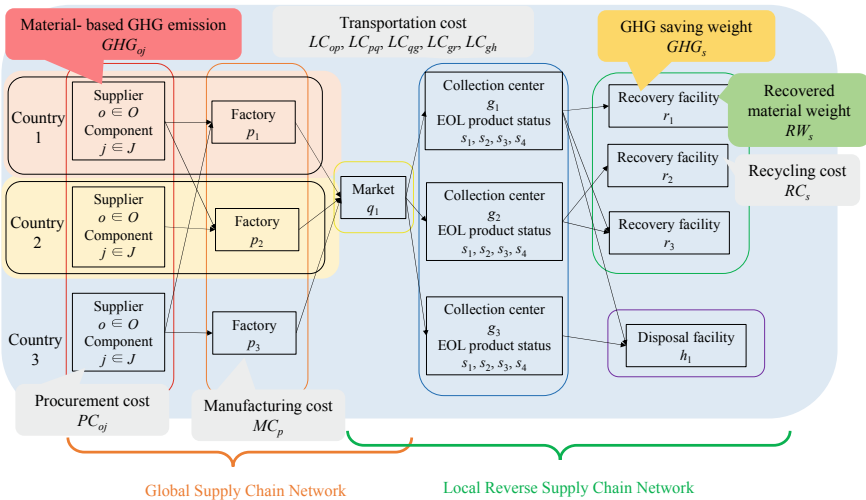 Material- based GHG emission
GHG_oj
Transportation cost
LC_op, LC_pq, LC_qg, LC_gr, LC_gh
GHG saving weight
GHG_s
Country
1
Supplier
o ∈ O
Component
j ∈ J
Factory
p_1
Collection center
g_1
EOL product status
s_1, s_2, s_3, s_4
Recovery facility
r_1
Recovered
material weight
RW_s
Country
2
Supplier
o ∈ O
Component
j ∈ J
Factory
p_2
Market
q_1
Collection center
g_2
EOL product status
s_1, s_2, s_3, s_4
Recovery facility
r_2
Recycling cost
RC_s
Recovery facility
r_3
Country
3
Supplier
o ∈ O
Component
j ∈ J
Factory
p_3
Collection center
g_3
EOL product status
s_1, s_2, s_3, s_4
Disposal facility
h_1
Procurement cost
PC_oj
Manufacturing cost
MC_p
Global Supply Chain Network
Local Reverse Supply Chain Network